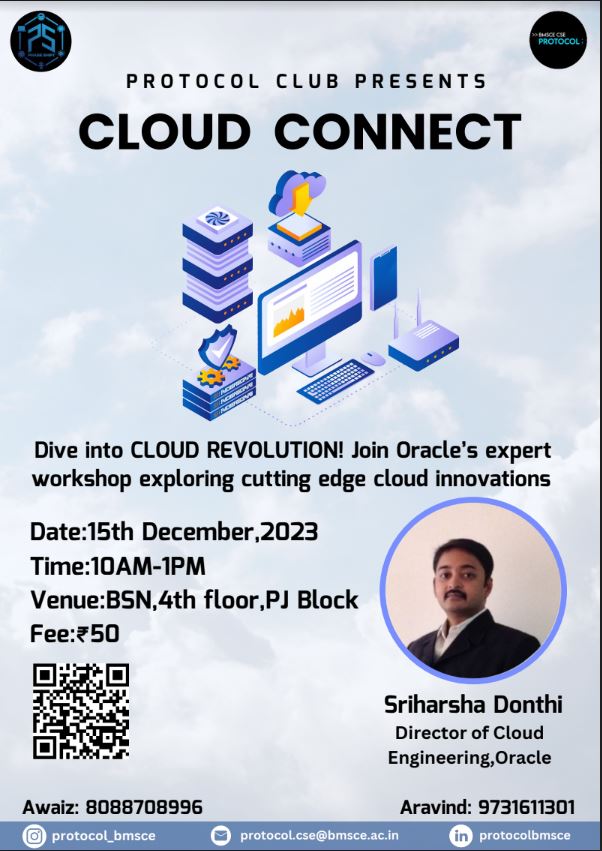 >> BMSCE CSE
PROTOCOL :
PROTOCOL CLUB PRESENTS
CLOUD CONNECT
Dive into CLOUD REVOLUTION! Join Oracle's expert
workshop exploring cutting edge cloud innovations
Date:15th December,2023
Time:10AM-1PM
Venue:BSN,4th floor,PJ Block
Fee:₹50
Sriharsha Donthi
Director of Cloud
Engineering,Oracle
Awaiz: 8088708996
Aravind: 9731611301
protocol_bmsce
protocol.cse@bmsce.ac.in
in
protocolbmsce